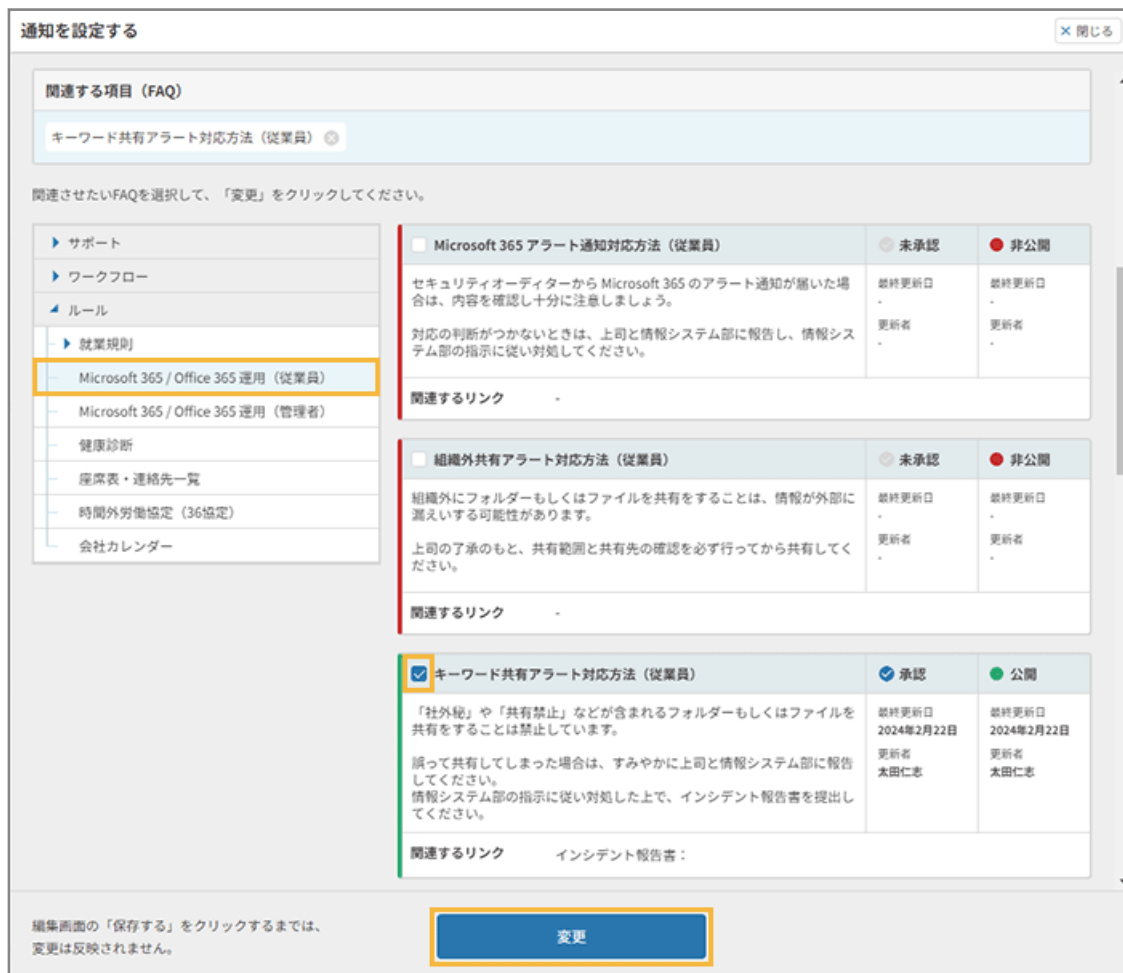 通知を設定する
× 閉じる
関連する項目（FAQ）
キーワード共有アラート対応方法（従業員）
関連させたいFAQを選択して、「変更」をクリックしてください。
サポート
ワークフロー
ルール
就業規則
Microsoft 365 / Office 365 運用（従業員）
Microsoft 365 / Office 365 運用（管理者）
健康診断
座席表・連絡先一覧
時間外労働協定（36協定）
会社カレンダー
Microsoft 365 アラート通知対応方法（従業員）
未承認
非公開
セキュリティオーディターから Microsoft 365 のアラート通知が届いた場
合は、内容を確認し十分に注意しましょう。
対応の判断がつかないときは、上司と情報システム部に報告し、情報シス
テム部の指示に従い対処してください。
最終更新日
-
更新者
-
最終更新日
-
更新者
-
関連するリンク -
組織外共有アラート対応方法（従業員）
未承認
非公開
組織外にフォルダーもしくはファイルを共有をすることは、情報が外部に
漏えいする可能性があります。
上司の了承のもと、共有範囲と共有先の確認を必ず行ってから共有してく
ださい。
最終更新日
-
更新者
-
最終更新日
-
更新者
-
関連するリンク -
キーワード共有アラート対応方法（従業員）
承認
公開
「社外秘」や「共有禁止」などが含まれるフォルダーもしくはファイルを
共有をすることは禁止しています。
誤って共有してしまった場合は、すみやかに上司と情報システム部に報告
してください。
情報システム部の指示に従い対処した上で、インシデント報告書を提出し
てください。
最終更新日
2024年2月22日
更新者
太田仁志
最終更新日
2024年2月22日
更新者
太田仁志
関連するリンク インシデント報告書：
編集画面の「保存する」をクリックするまでは、
変更は反映されません。
変更